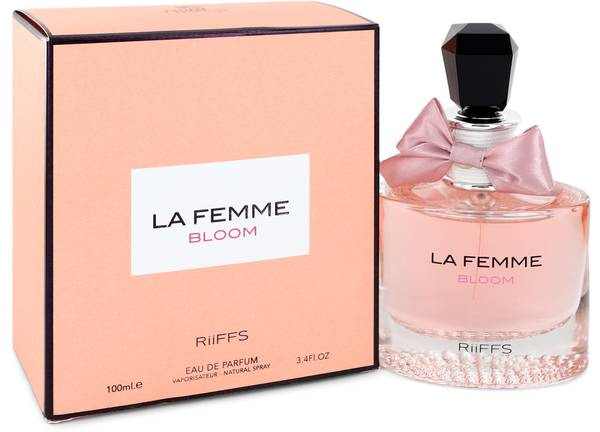 LA FEMME
BLOOM
RiiFFS
EAU DE PARFUM
VAPORISATEUR - NATURAL SPRAY
100ml.e
3.4FL.OZ
LA FEMME
BLOOM
RiiFFS